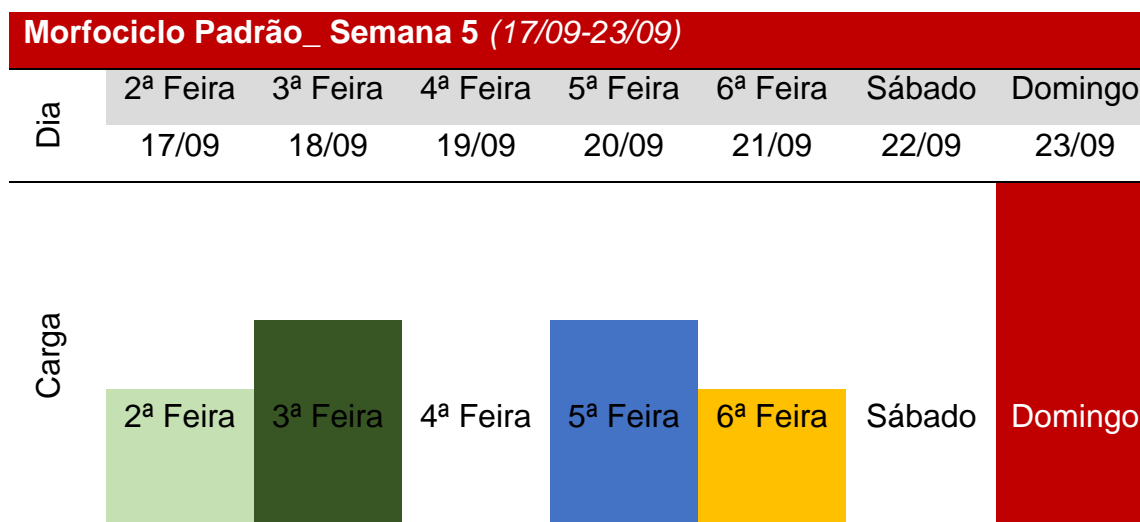 Morfociclo Padrão_ Semana 5 (17/09-23/09)
Dia
2ª Feira 3ª Feira 4ª Feira 5ª Feira 6ª Feira Sábado Domingo
17/09 18/09 19/09 20/09 21/09 22/09 23/09
Carga
2ª Feira 3ª Feira 4ª Feira 5ª Feira 6ª Feira Sábado Domingo